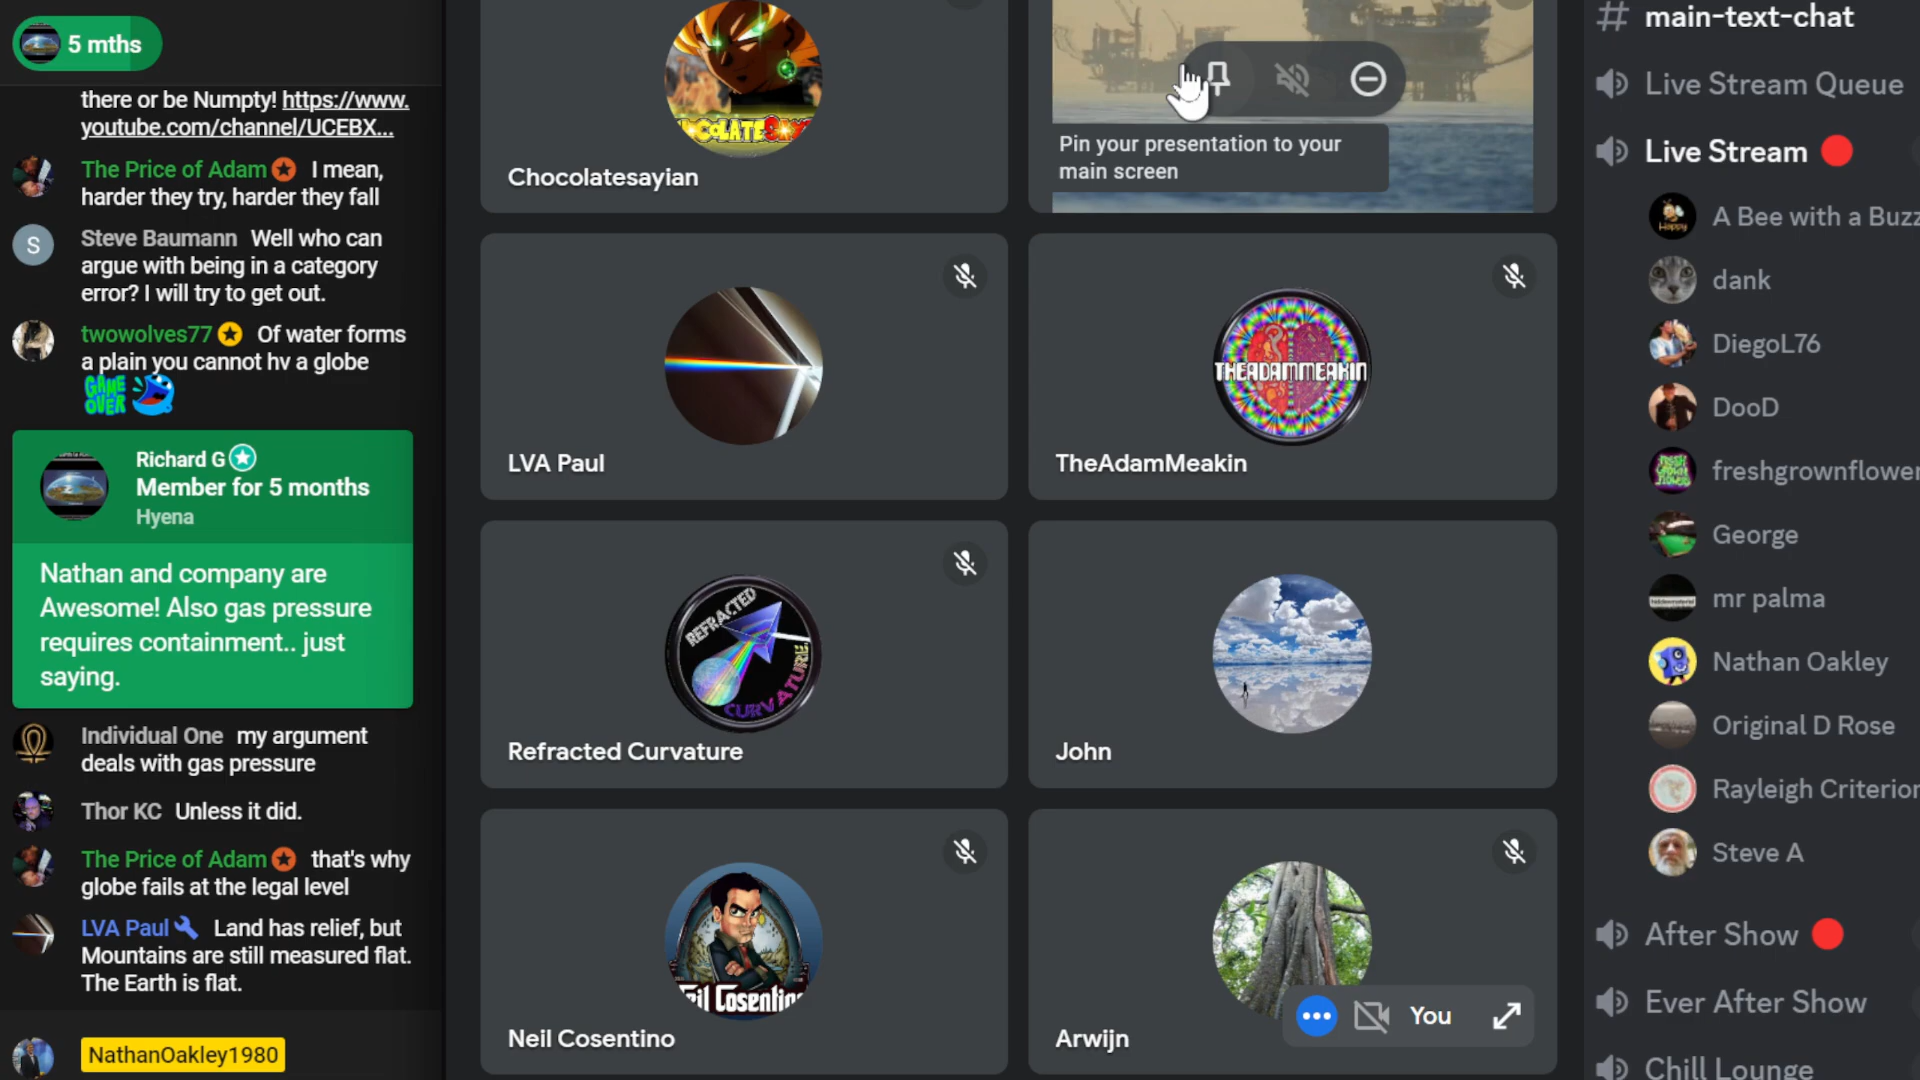 5 mths
there or be Numpty! https://www.
youtube.com/channel/UCEBX...
The Price of Adam I mean,
harder they try, harder they fall
S
Steve Baumann Well who can
argue with being in a category
error? I will try to get out.
twowolves77 Of water forms
a plain you cannot hv a globe
GAME
OVER
Richard G
Member for 5 months
Hyena
Nathan and company are
Awesome! Also gas pressure
requires containment.. just
saying.
Individual One my argument
deals with gas pressure
Thor KC Unless it did.
The Price of Adam that's why
globe fails at the legal level
LVA Paul Land has relief, but
Mountains are still measured flat.
The Earth is flat.
NathanOakley1980
Chocolatesayian
Pin your presentation to your
main screen
LVA Paul
THEADAMMEAKIN
TheAdamMeakin
REFRACTED
CURVATURE
Refracted Curvature
John
Neil Cosentino
Arwijn
You
# main-text-chat
Live Stream Queue
Live Stream
A Bee with a Buzz
Happy
dank
DiegoL76
DooD
FRESH
GROWN
FLOWER
freshgrownflower
George
mr palma
Nathan Oakley
Original D Rose
Rayleigh Criterion
Steve A
After Show
Ever After Show
Chill Lounge